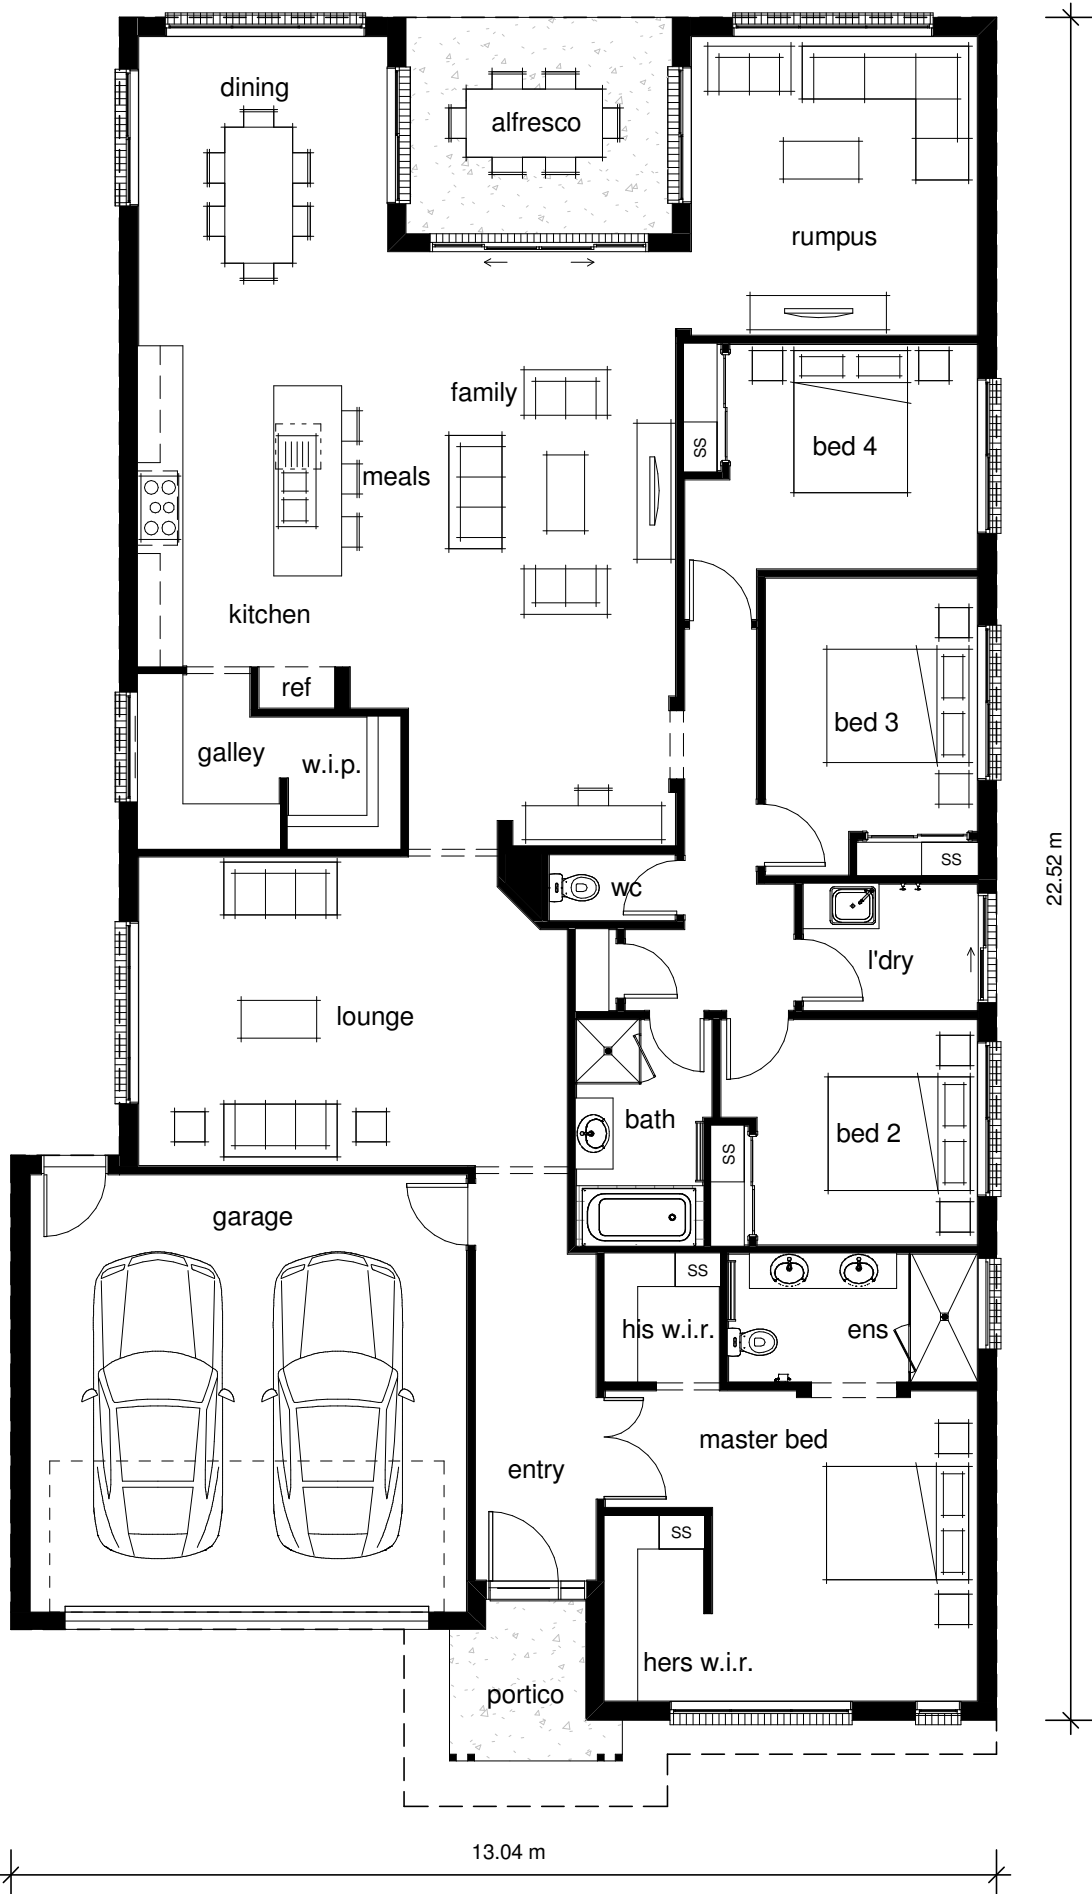 dining
alfresco
rumpus
family
bed 4
SS
meals
kitchen
ref
bed 3
galley
w.i.p.
SS
wc
22.52 m
l'dry
lounge
bath
bed 2
SS
garage
SS
his w.i.r.
ens
master bed
entry
SS
hers w.i.r.
portico
13.04 m